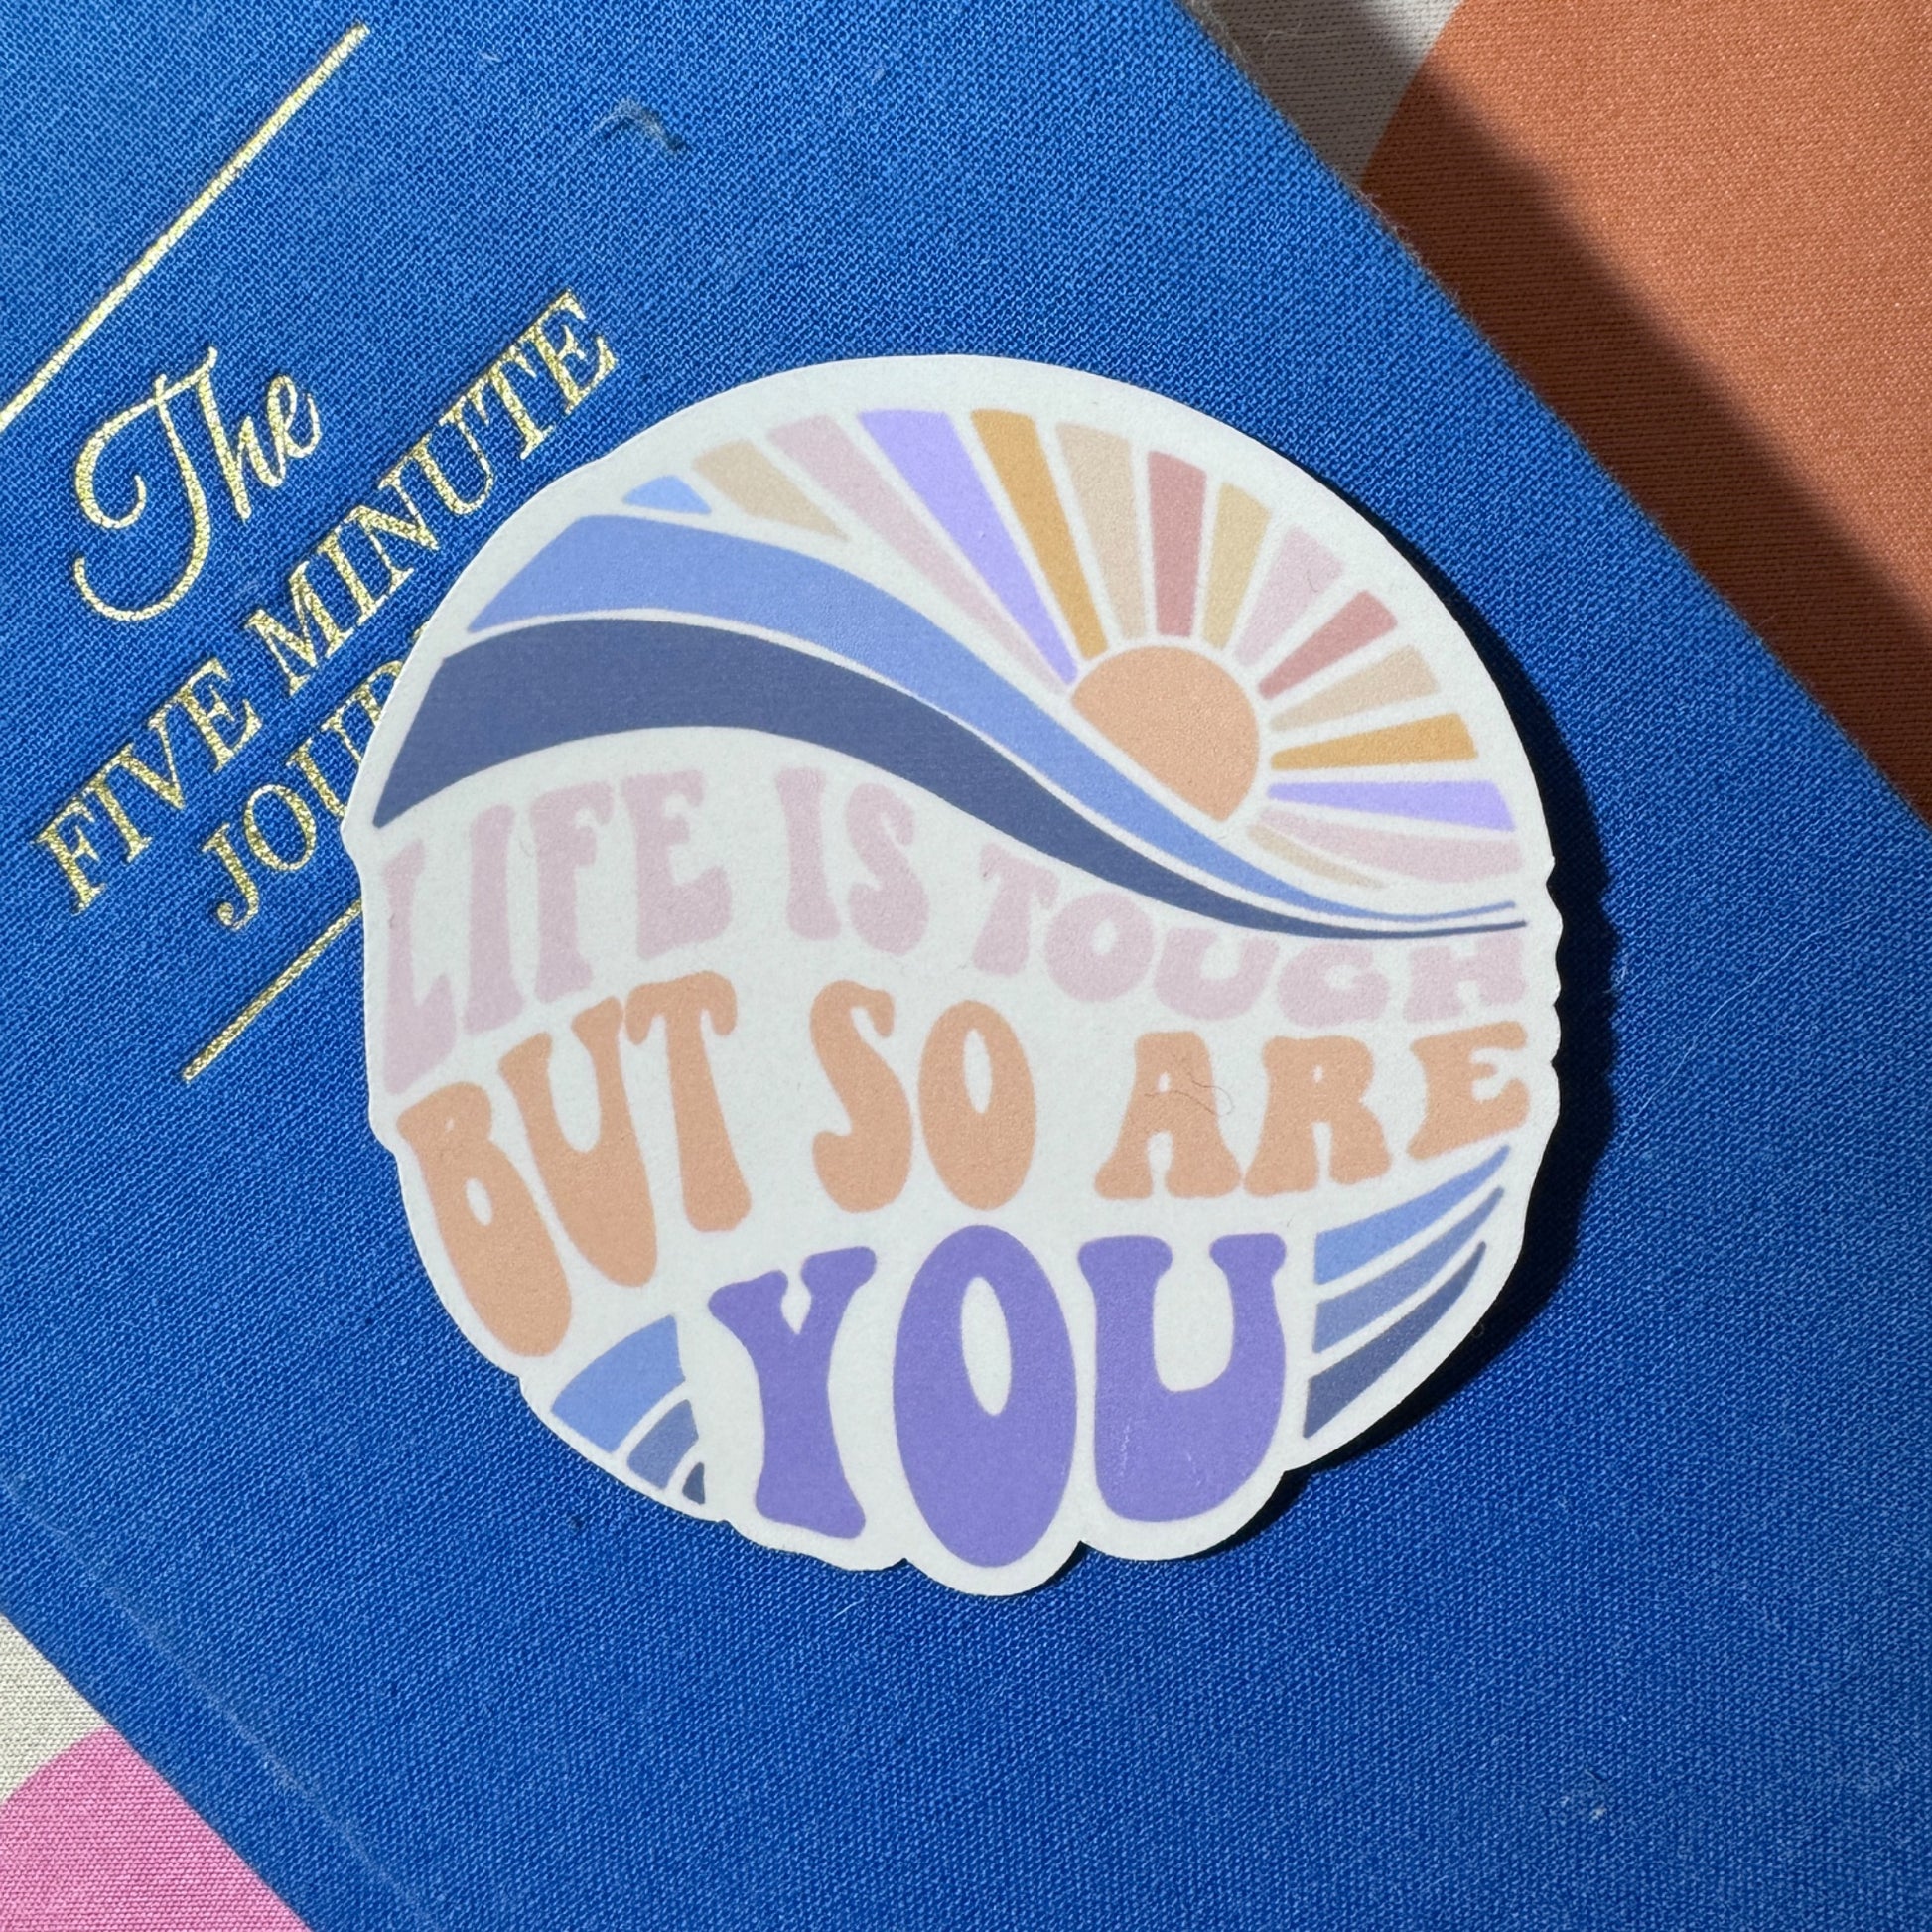 The
FIVE MINUTE
LIFE IS TOUGH
BUT SO ARE
YOU